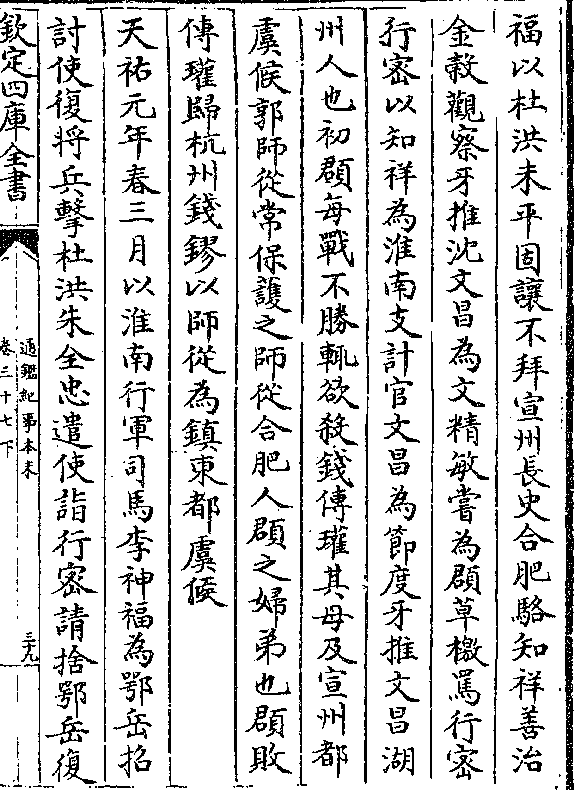 福以杜洪未平固讓不拜宣州長史合肥駱知祥善治
金穀觀察牙推沈文昌為文精敏嘗為頵草檄罵行密
行密以知祥為淮南支計官文昌為節度牙推文昌湖
州人也初頵每戰不勝輒欲殺錢傳瓘其母及宣州都
虞候郭師從常保護之師從合肥人頵之婦弟也頵敗
傳瓘歸杭州錢鏐以師從為鎮東都虞候
天祐元年春三月以淮南行軍司馬李神福為鄂岳招
討使復將兵擊杜洪朱全忠遣使詣行密請捨鄂岳復
欽定四庫全書
通鑑紀事本末
卷三十七下
三九